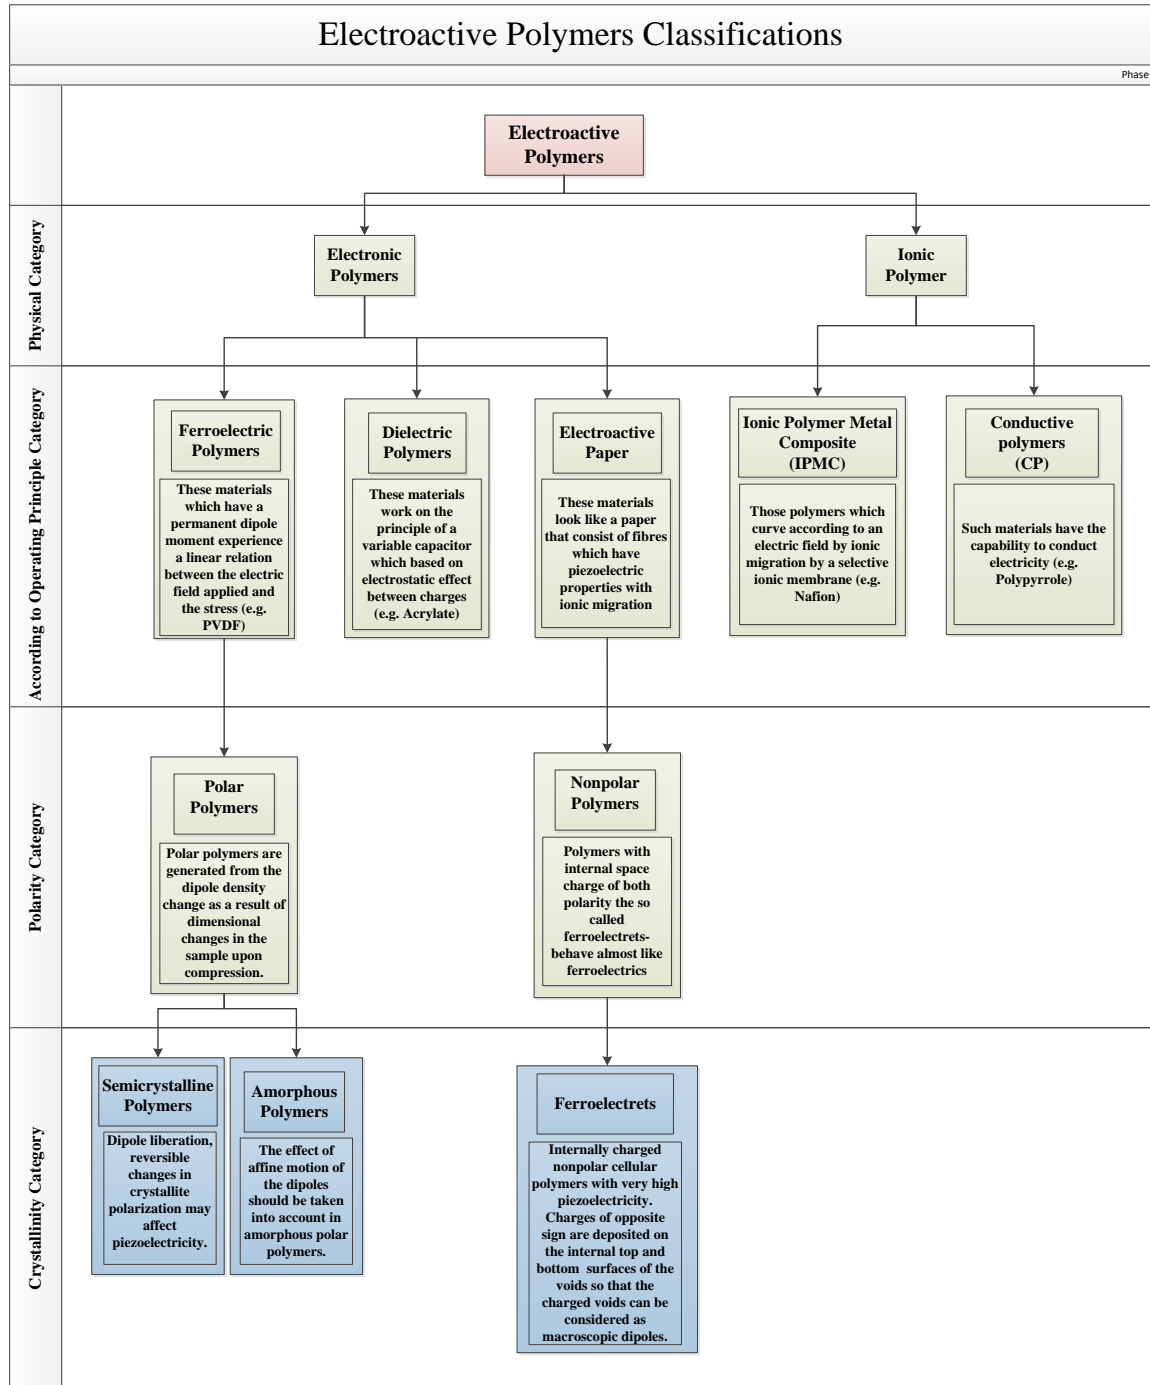 Electroactive Polymers Classifications
Phase
Electroactive
Polymers
Physical Category
Electronic
Polymers
Ionic
Polymer
According to Operating Principle Category
Ferroelectric
Polymers
These materials
which have a
permanent dipole
moment experience
a linear relation
between the electric
field applied and
the stress (e.g.
PVDF)
Dielectric
Polymers
These materials
work on the
principle of a
variable capacitor
which based on
electrostatic effect
between charges
(e.g. Acrylate)
Electroactive
Paper
These materials
look like a paper
that consist of fibres
which have
piezoelectric
properties with
ionic migration
Ionic Polymer Metal
Composite
(IPMC)
Those polymers which
curve according to an
electric field by ionic
migration by a selective
ionic membrane (e.g.
Nafion)
Conductive
polymers
(CP)
Such materials have the
capability to conduct
electricity (e.g.
Polypyrrole)
Polarity Category
Polar
Polymers
Polar polymers are
generated from the
dipole density
change as a result of
dimensional
changes in the
sample upon
compression.
Nonpolar
Polymers
Polymers with
internal space
charge of both
polarity the so
called
ferroelectrets-
behave almost like
ferroelectrics
Crystallinity Category
Semicrystalline
Polymers
Dipole liberation,
reversible
changes in
crystallite
polarization may
affect
piezoelectricity.
Amorphous
Polymers
The effect of
affine motion of
the dipoles
should be taken
into account in
amorphous polar
polymers.
Ferroelectrets
Internally charged
nonpolar cellular
polymers with very high
piezoelectricity.
Charges of opposite
sign are deposited on
the internal top and
bottom surfaces of the
voids so that the
charged voids can be
considered as
macroscopic dipoles.